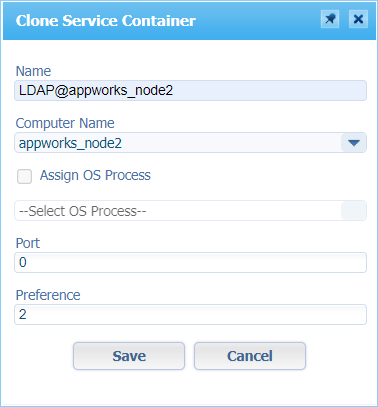 Clone Service Container
Name
LDAP@appworks_node2
Computer Name
appworks_node2
Assign OS Process
--Select OS Process--
Port
0
Preference
2
Save Cancel